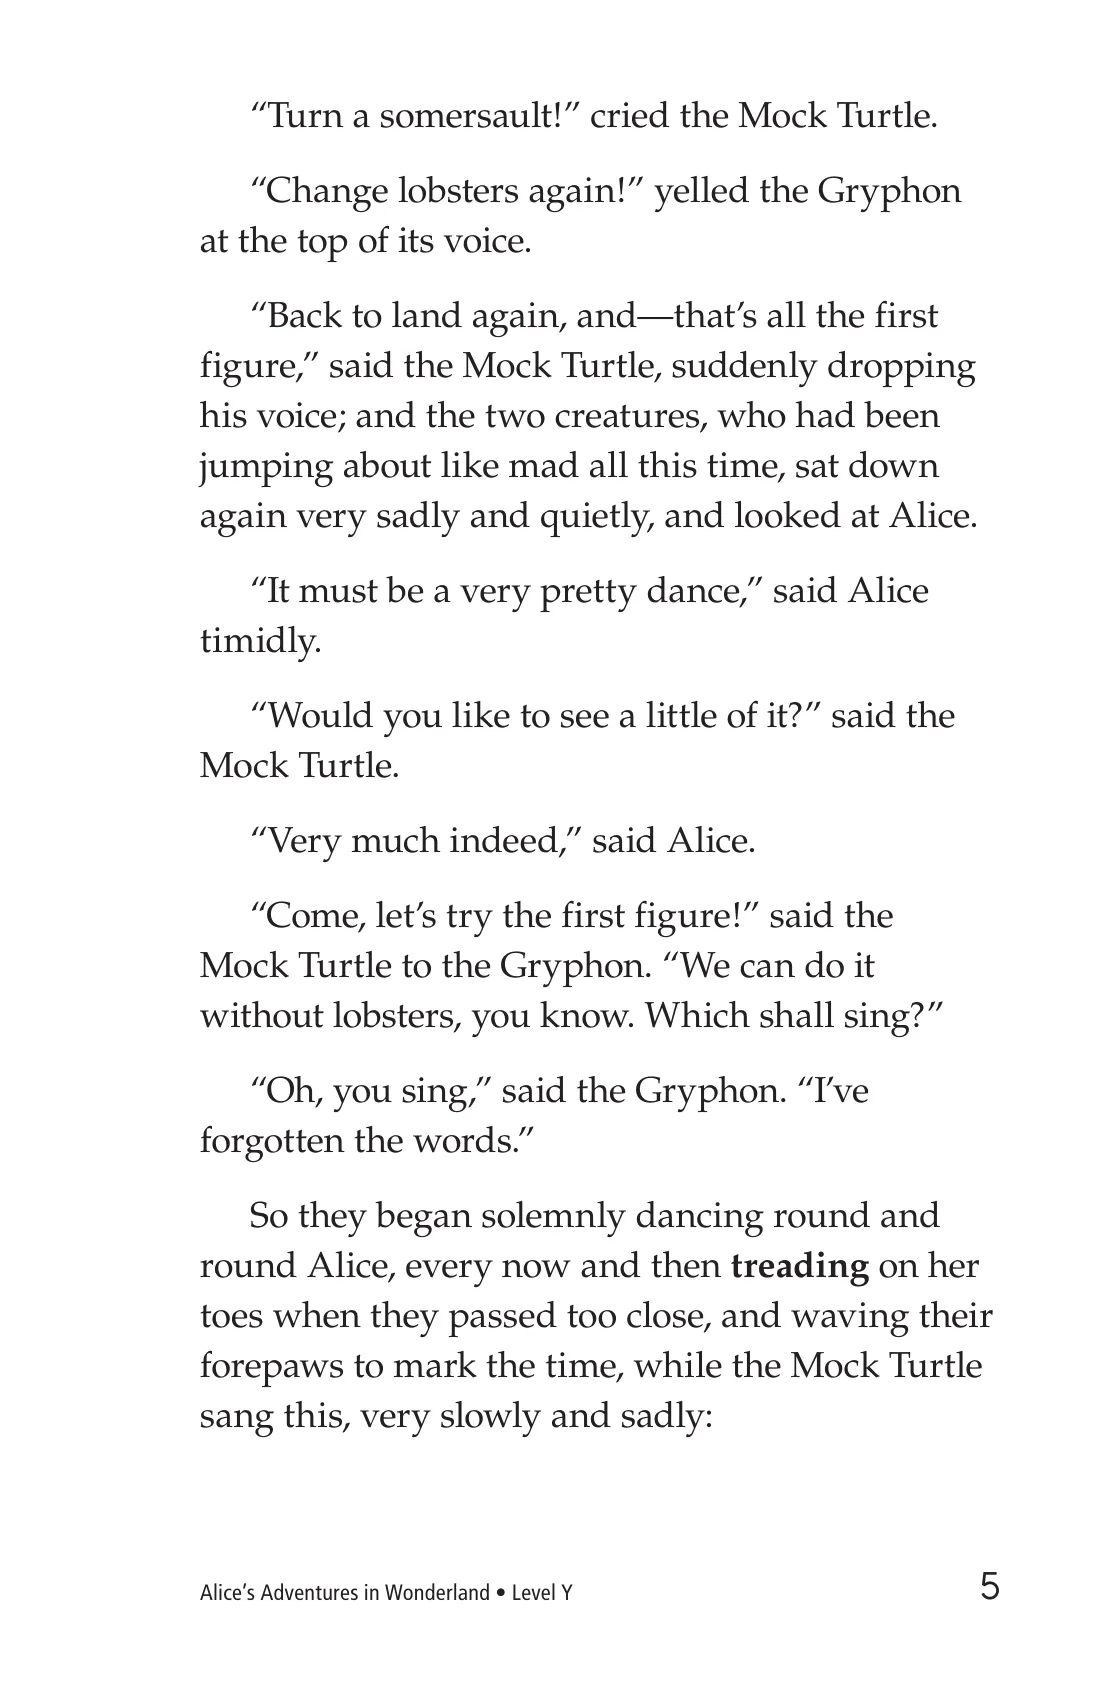 “Turn a somersault!” cried the Mock Turtle.
“Change lobsters again!” yelled the Gryphon
at the top of its voice.
“Back to land again, and—that’s all the first
figure,” said the Mock Turtle, suddenly dropping
his voice; and the two creatures, who had been
jumping about like mad all this time, sat down
again very sadly and quietly, and looked at Alice.
“It must be a very pretty dance,” said Alice
timidly.
“Would you like to see a little of it?” said the
Mock Turtle.
“Very much indeed,” said Alice.
“Come, let’s try the first figure!” said the
Mock Turtle to the Gryphon. “We can do it
without lobsters, you know. Which shall sing?”
“Oh, you sing,” said the Gryphon. “I’ve
forgotten the words.”
So they began solemnly dancing round and
round Alice, every now and then treading on her
toes when they passed too close, and waving their
forepaws to mark the time, while the Mock Turtle
sang this, very slowly and sadly:
Alice’s Adventures in Wonderland • Level Y
5